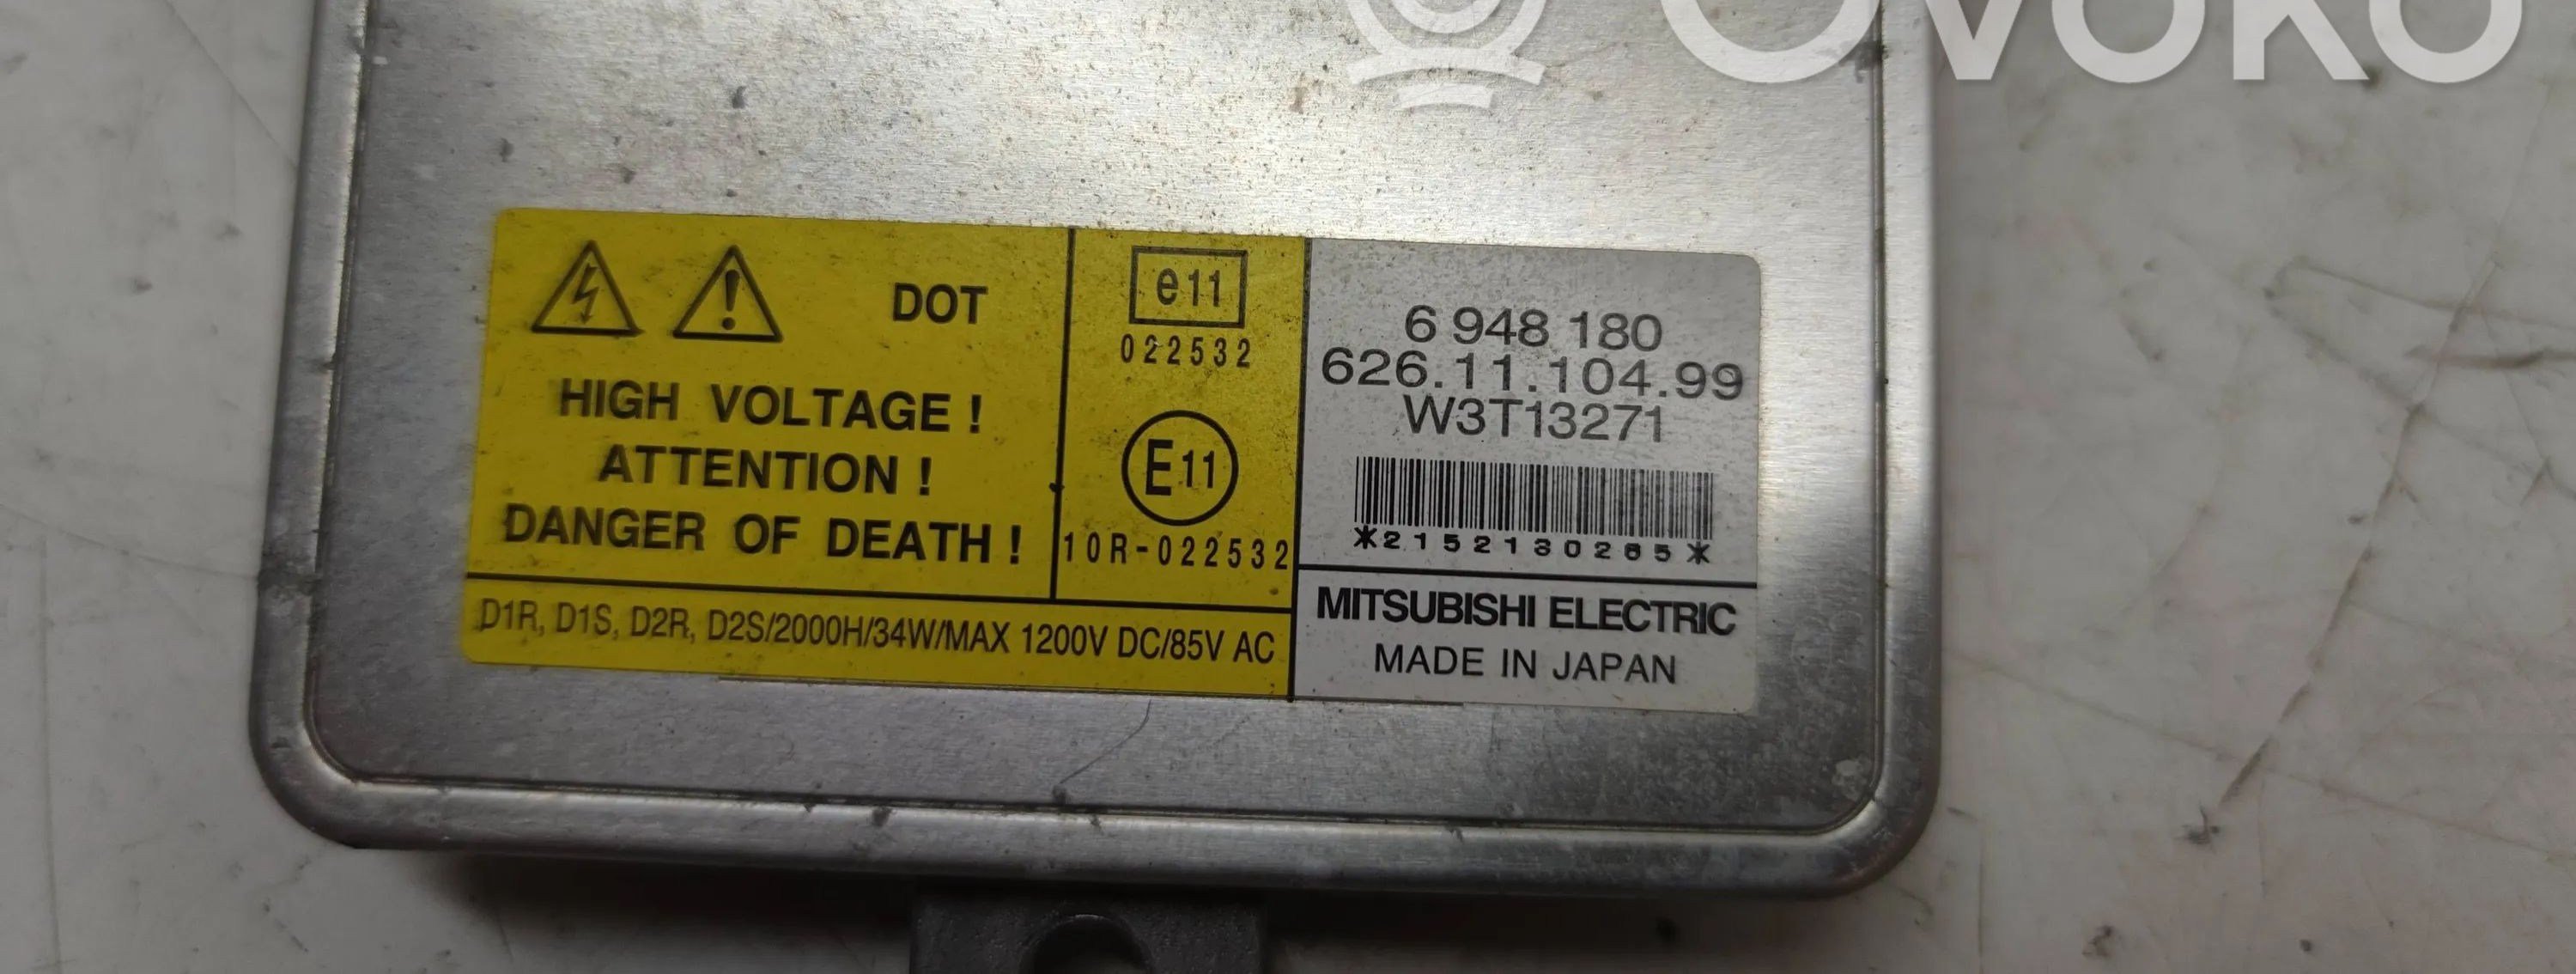 OVOKO
DOT
HIGH VOLTAGE !
ATTENTION !
DANGER OF DEATH !
D1R, D1S, D2R, D2S/2000H/34W/MAX 1200V DC/85V AC
e11
022532
E11
10R-022532
6 948 180
626.11.104.99
W3T13271
*2152130265*
MITSUBISHI ELECTRIC
MADE IN JAPAN